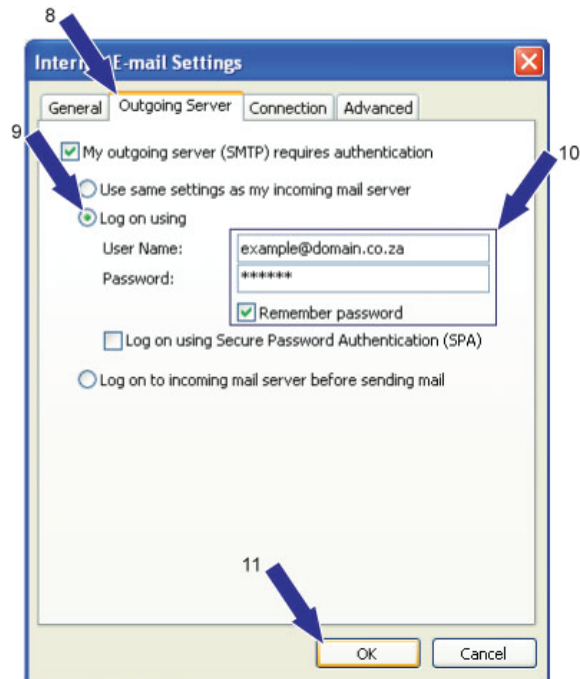 8
Intern E-mail Settings
General Outgoing Server Connection Advanced
9
My outgoing server (SMTP) requires authentication
10
Use same settings as my incoming mail server
Log on using
User Name: example@domain.co.za
Password: ******
Remember password
Log on using Secure Password Authentication (SPA)
Log on to incoming mail server before sending mail
11
OK Cancel